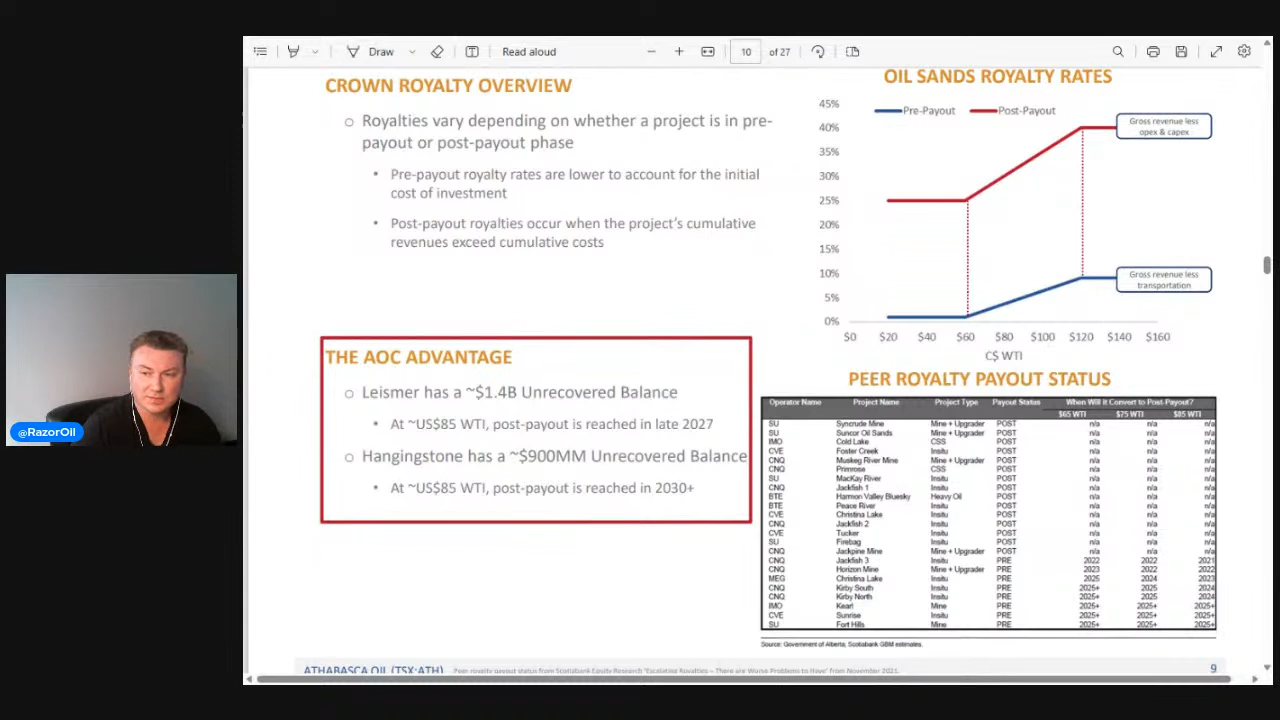 Draw
Read aloud
10
of 27
CROWN ROYALTY OVERVIEW
Royalties vary depending on whether a project is in pre-
payout or post-payout phase
Pre-payout royalty rates are lower to account for the initial
cost of investment
Post-payout royalties occur when the project's cumulative
revenues exceed cumulative costs
THE AOC ADVANTAGE
Leismer has a ~$1.4B Unrecovered Balance
At ~US$85 WTI, post-payout is reached in late 2027
Hangingstone has a ~$900MM Unrecovered Balance
At ~US$85 WTI, post-payout is reached in 2030+
@RazorOil
OIL SANDS ROYALTY RATES
Pre-Payout
Post-Payout
45%
40%
35%
30%
25%
20%
15%
10%
5%
0%
Gross revenue less
opex & capex
Gross revenue less
transportation
$0 $20 $40 $60 $80 $100 $120 $140 $160
C$ WTI
PEER ROYALTY PAYOUT STATUS
Operator Name Project Name Project Type Payout Status When Will it Convert to Post-Payout?
$65 WTI $75 WTI $85 WTI
SU Syncrude Mine Mine + Upgrader POST n/a n/a n/a
SU Suncor Oil Sands Mine + Upgrader POST n/a n/a n/a
IMO Cold Lake CSS POST n/a n/a n/a
CVE Foster Creek Insitu POST n/a n/a n/a
CNQ Muskeg River Mine Mine + Upgrader POST n/a n/a n/a
CNQ Primrose CSS POST n/a n/a n/a
SU MacKay River Insitu POST n/a n/a n/a
CNQ Jackfish 1 Insitu POST n/a n/a n/a
BTE Harmon Valley Bluesky Heavy Oil POST n/a n/a n/a
BTE Peace River Insitu POST n/a n/a n/a
CVE Christina Lake Insitu POST n/a n/a n/a
CNQ Jackfish 2 Insitu POST n/a n/a n/a
CVE Tucker Insitu POST n/a n/a n/a
SU Firebag Insitu POST n/a n/a n/a
CNQ Jackpine Mine Mine + Upgrader POST n/a n/a n/a
CNQ Jackfish 3 Insitu PRE 2022 2022 2021
CNQ Horizon Mine Mine + Upgrader PRE 2023 2022 2022
MEG Christina Lake Insitu PRE 2025 2024 2023
CNQ Kirby South Insitu PRE 2025+ 2025 2024
CNQ Kirby North Insitu PRE 2025+ 2025 2024
IMO Kearl Mine PRE 2025+ 2025+ 2025+
CVE Sunrise Insitu PRE 2025+ 2025+ 2025+
SU Fort Hills Mine PRE 2025+ 2025+ 2025+
Source: Government of Alberta; Scotiabank GBM estimates.
ATHABASCA OIL (TSX:ATH)
Peer royalty payout status from Scotiabank Equity Research "Escalating Royalties – There are Worse Problems to Have" from November 2021.
9